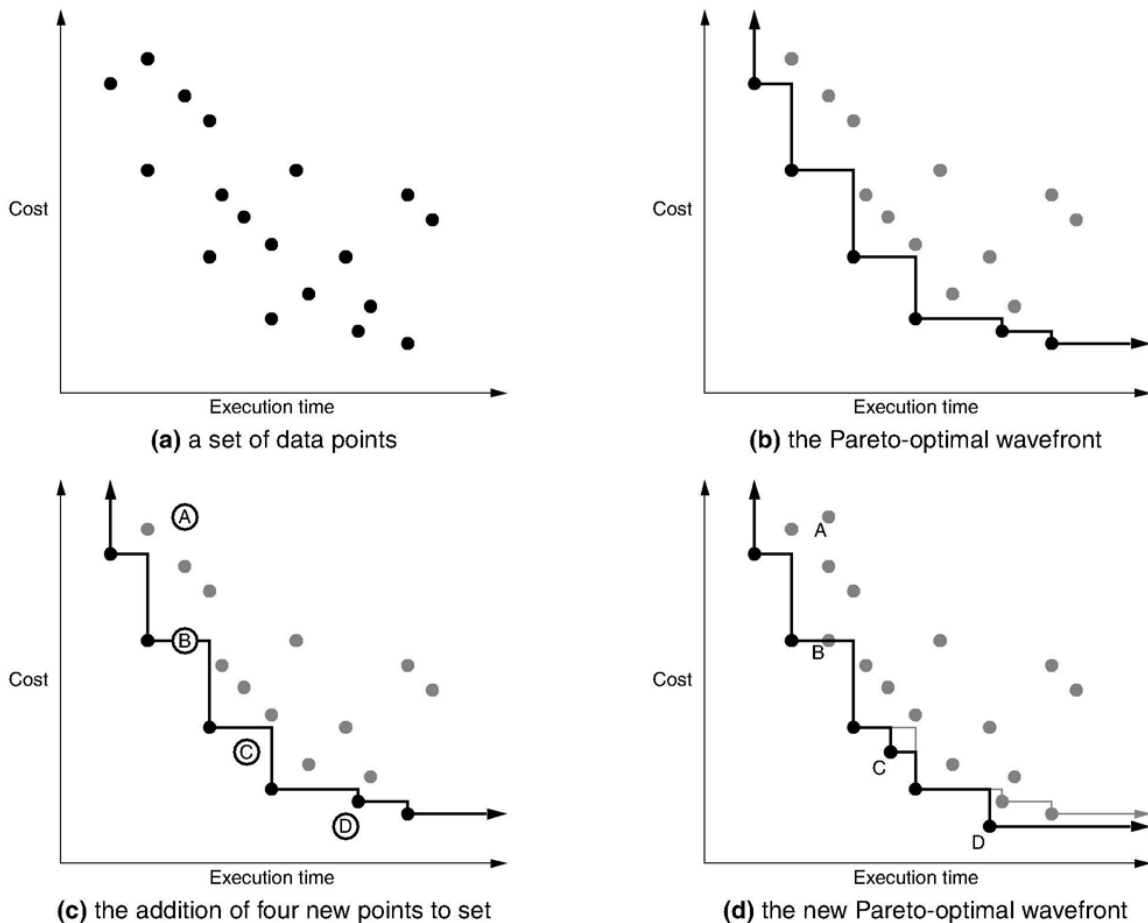 Cost
Execution time
(a) a set of data points
Cost
Execution time
(b) the Pareto-optimal wavefront
A
B
Cost
C
D
Execution time
(c) the addition of four new points to set
A
B
Cost
C
D
Execution time
(d) the new Pareto-optimal wavefront